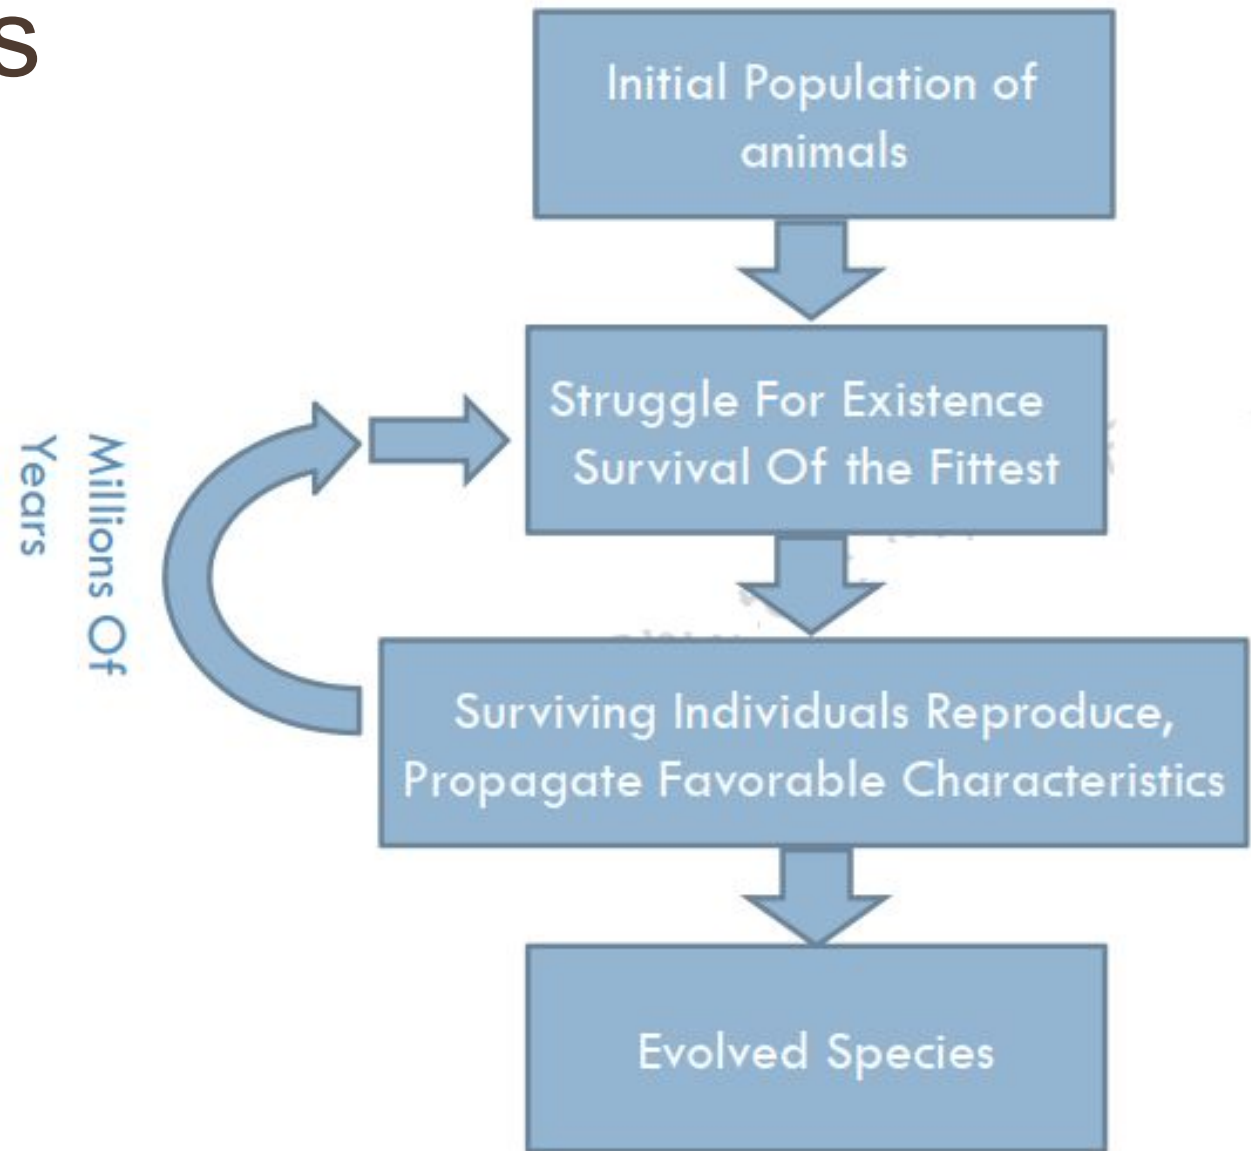 s
Initial Population of
animals
Struggle For Existence
Survival Of the Fittest
Millions Of
Years
Surviving Individuals Reproduce,
Propagate Favorable Characteristics
Evolved Species